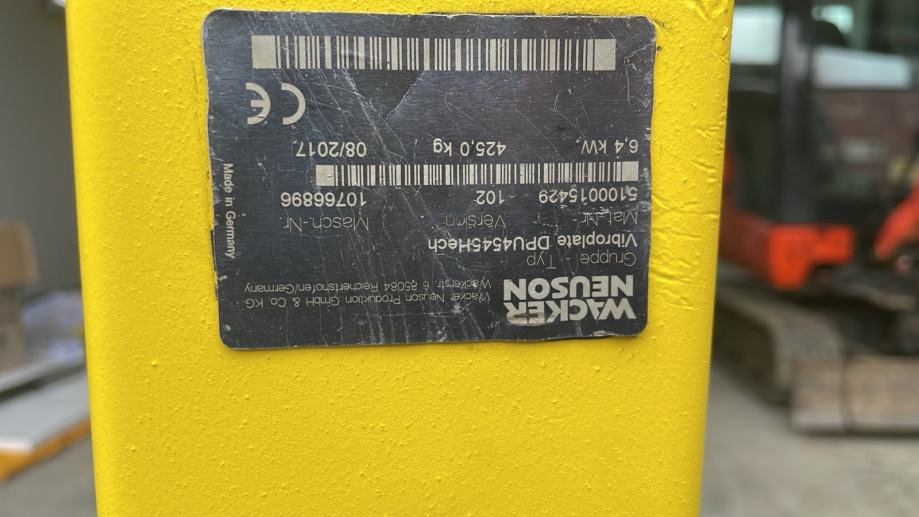 WACKER
NEUSON
Wacker Neuson Produktion GmbH & Co. KG
Wackerstr. 6 85084 Reichertshofen/Germany
Gruppe - Typ
Vibroplate DPU4545Hech
Mat.-Nr. Version Masch.-Nr.
5100015429 102 10766896
6,4 kW. 425,0 kg 08/2017.
CE
Made in Germany